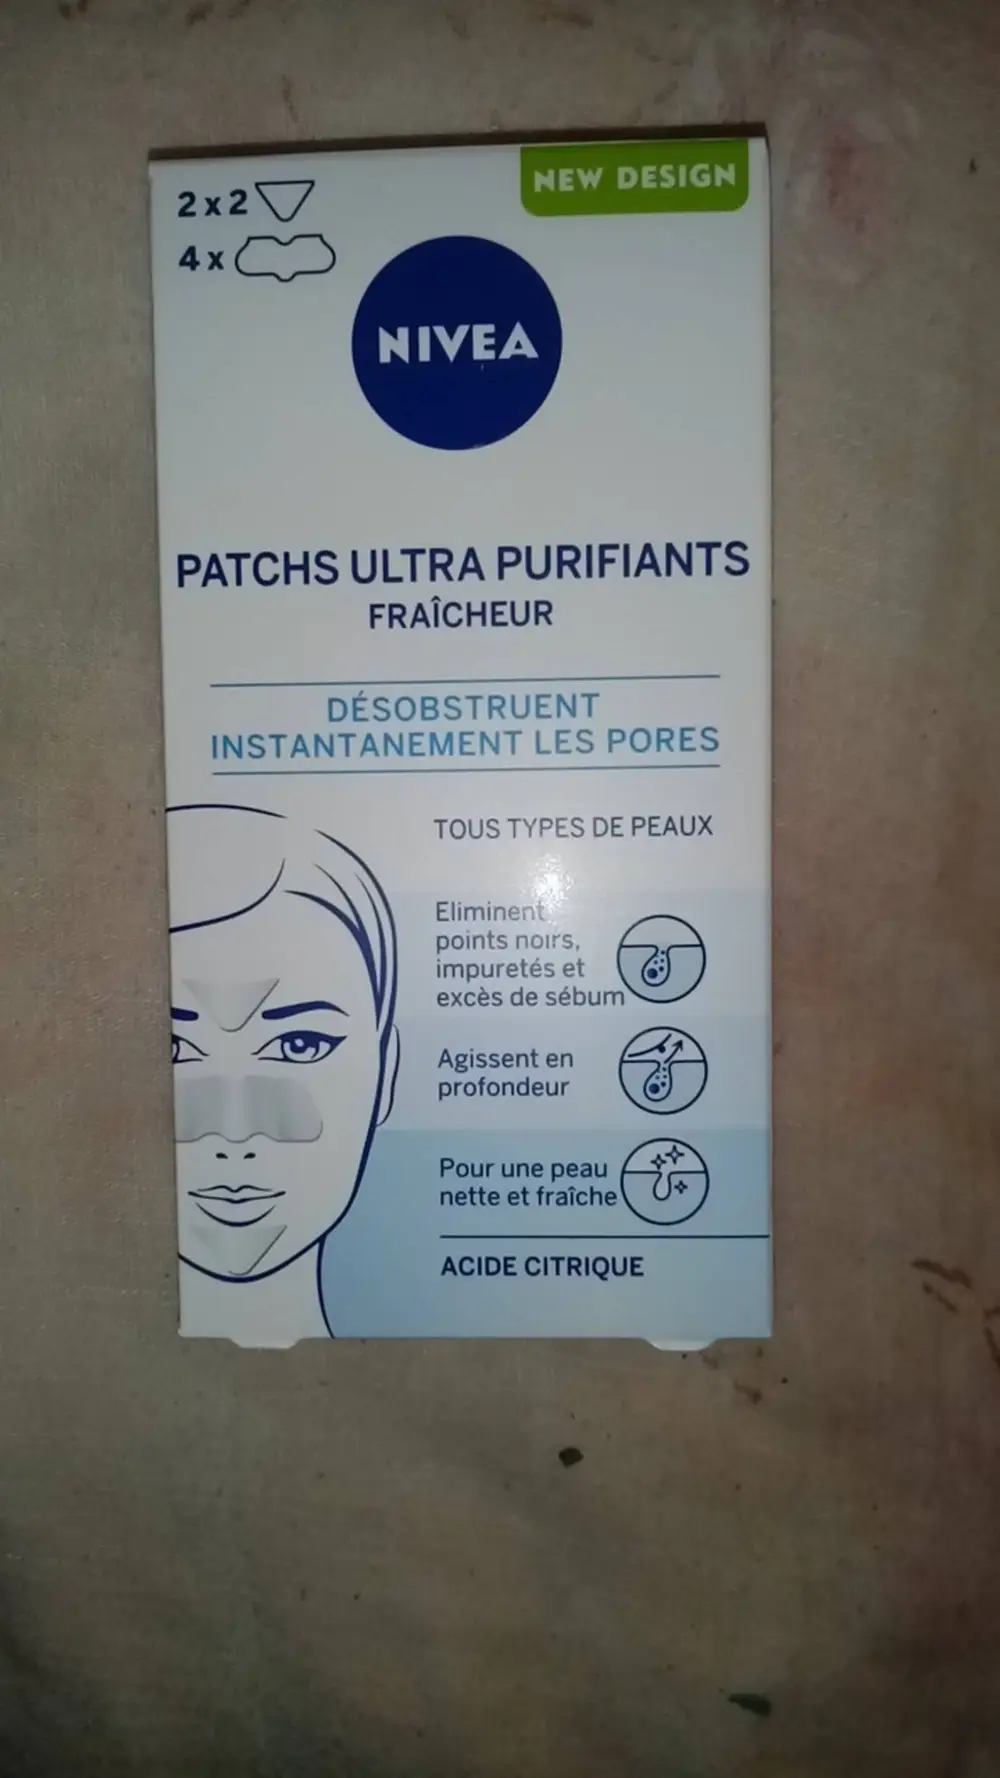 2 x 2
4 x
NEW DESIGN
NIVEA
PATCHS ULTRA PURIFIANTS
FRAÎCHEUR
DÉSOBSTRUENT
INSTANTANEMENT LES PORES
TOUS TYPES DE PEAUX
Eliminent
points noirs,
impuretés et
excès de sébum
Agissent en
profondeur
Pour une peau
nette et fraîche
ACIDE CITRIQUE